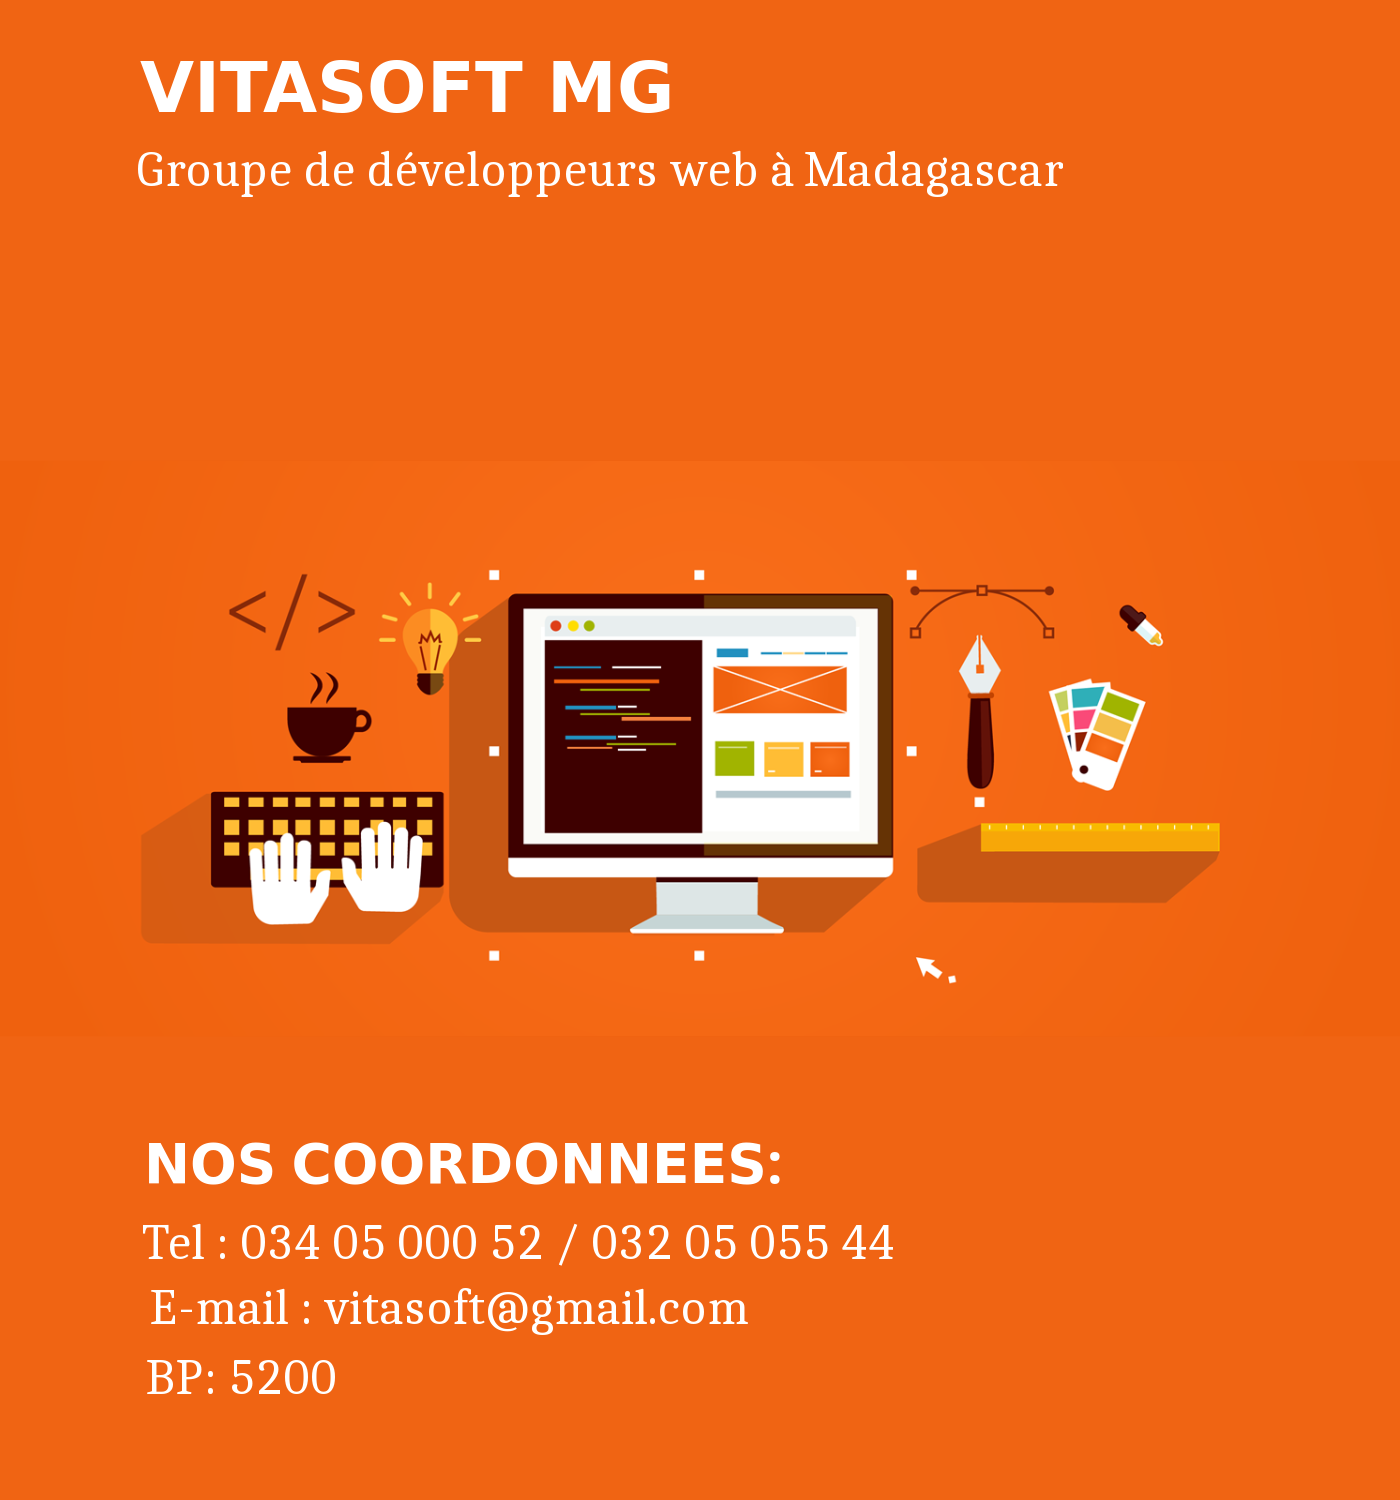 VITASOFT MG
Groupe de développeurs web à Madagascar
</>
NOS COORDONNEES:
Tel : 034 05 000 52 / 032 05 055 44
E-mail : vitasoft@gmail.com
BP: 5200